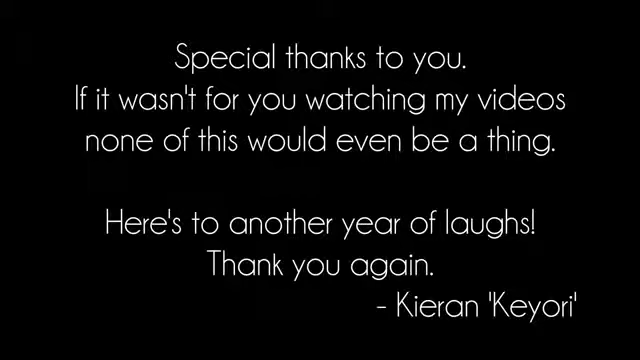 Special thanks to you.
If it wasn't for you watching my videos
none of this would even be a thing.
Here's to another year of laughs!
Thank you again.
- Kieran 'Keyori'